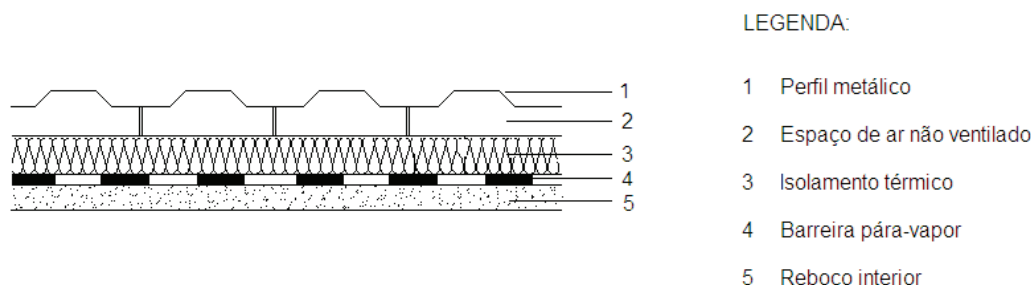 LEGENDA:
1
2
3
4
5
1 Perfil metálico
2 Espaço de ar não ventilado
3 Isolamento térmico
4 Barreira pára-vapor
5 Reboco interior